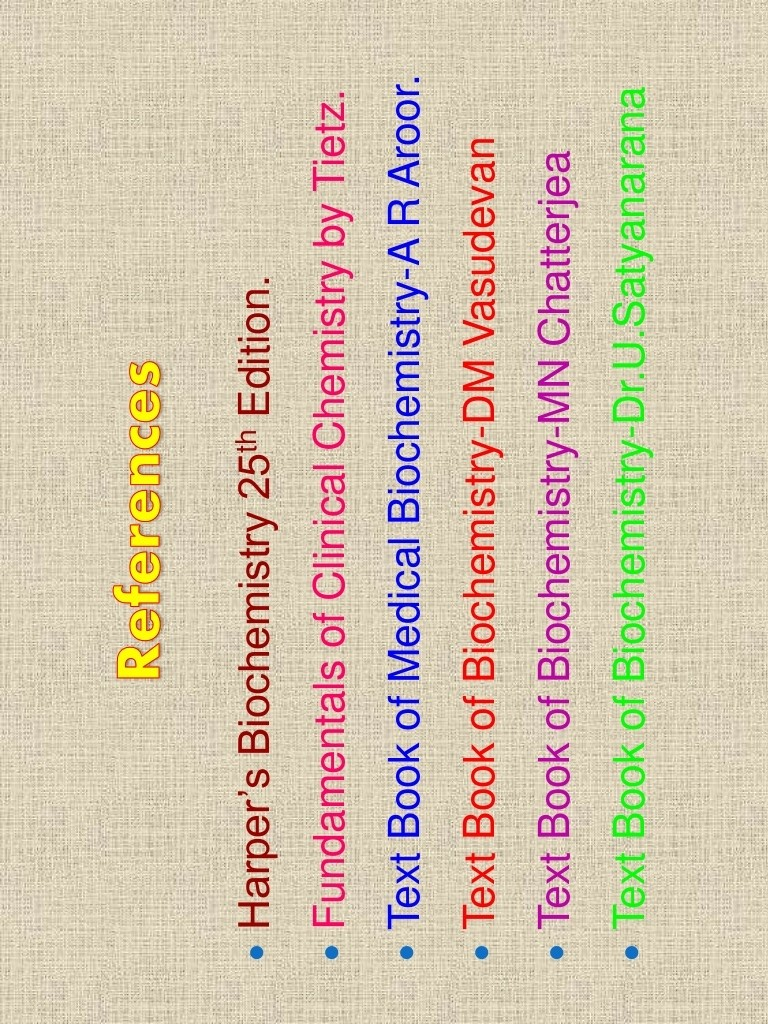 References
• Harper’s Biochemistry 25th Edition.
• Fundamentals of Clinical Chemistry by Tietz.
• Text Book of Medical Biochemistry-A R Aroor.
• Text Book of Biochemistry-DM Vasudevan
• Text Book of Biochemistry-MN Chatterjea
• Text Book of Biochemistry-Dr.U.Satyanarana